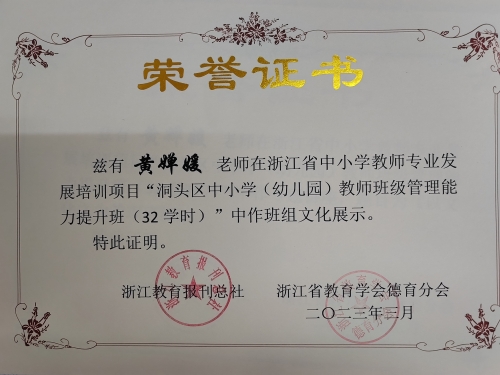 荣誉证书
兹有 黄婵媛 老师在浙江省中小学教师专业发
展培训项目“洞头区中小学（幼儿园）教师班级管理能
力提升班（32 学时）”中作班组文化展示。
特此证明。
浙江教育报刊总社 浙江省教育学会德育分会
二〇二三年三月